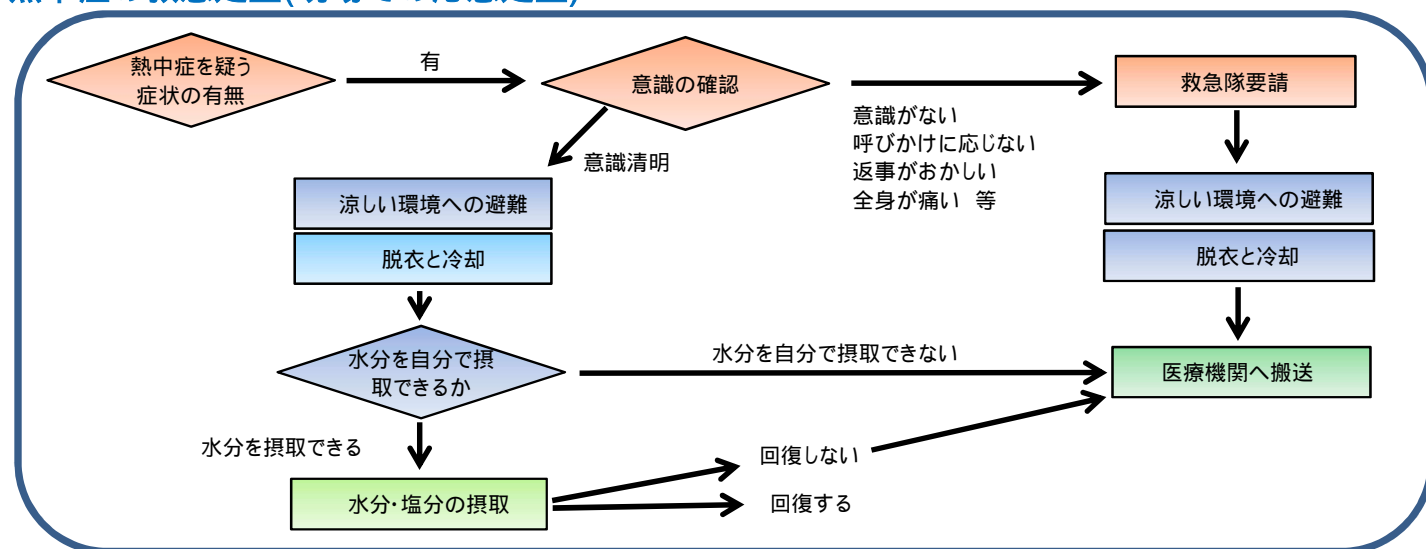 熱中症を疑う
症状の有無
有
意識の確認
救急隊要請
意識がない
呼びかけに応じない
返事がおかしい
全身が痛い 等
意識清明
涼しい環境への避難
脱衣と冷却
涼しい環境への避難
脱衣と冷却
水分を自分で摂
取できるか
水分を自分で摂取できない
医療機関へ搬送
水分を摂取できる
水分・塩分の摂取
回復しない
回復する